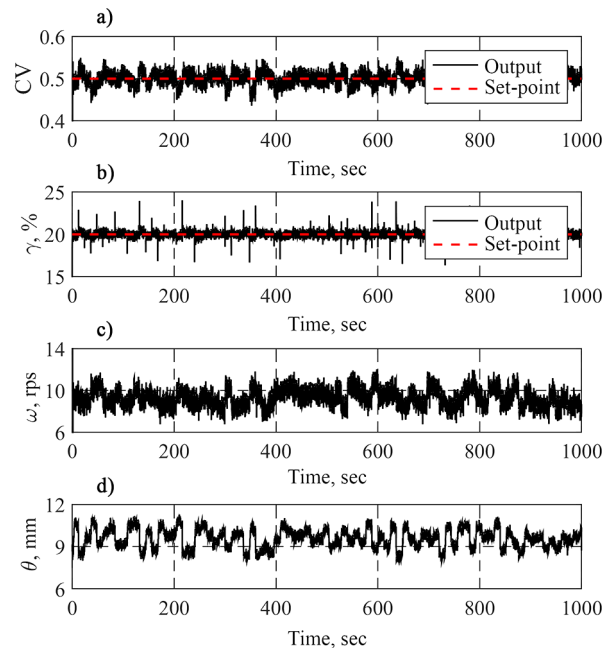 a)
0.6
0.5
0.4
CV
Output
Set-point
0 200 400 600 800 1000
Time, sec
b)
25
20
15
γ, %
Output
Set-point
0 200 400 600 800 1000
Time, sec
c)
14
10
6
ω, rps
0 200 400 600 800 1000
Time, sec
d)
12
9
6
θ, mm
0 200 400 600 800 1000
Time, sec